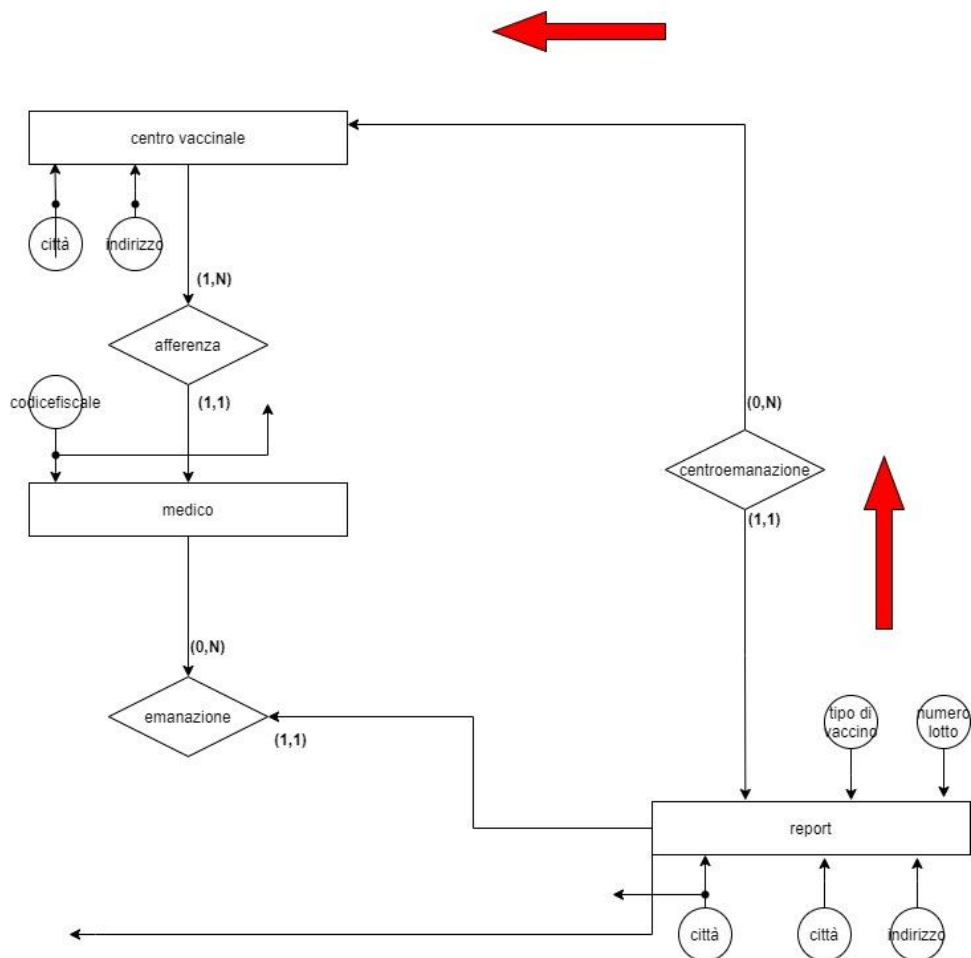 centro vaccinale
città
indirizzo
(1,N)
afferenza
codicefiscale
(1,1)
(0,N)
centroemanazione
(1,1)
medico
(0,N)
emanazione
(1,1)
tipo di
vaccino
numero
lotto
report
città
città
indirizzo